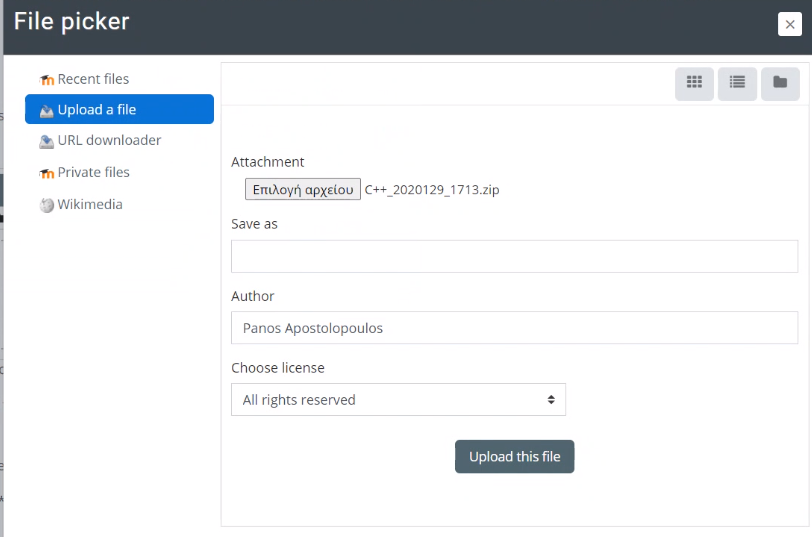 File picker
Recent files
Upload a file
URL downloader
Private files
Wikimedia
Attachment
Επιλογή αρχείου C++_2020129_1713.zip
Save as
Author
Panos Apostolopoulos
Choose license
All rights reserved
Upload this file